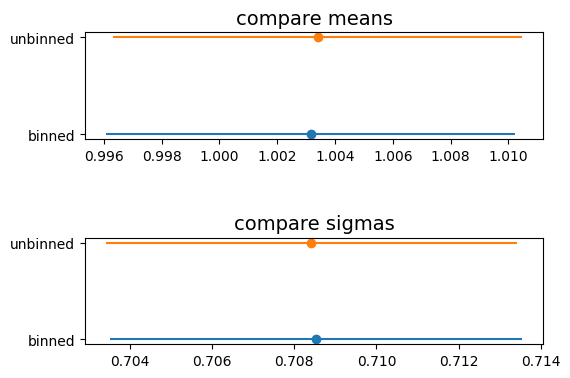 compare means
unbinned
binned
0.996 0.998 1.000 1.002 1.004 1.006 1.008 1.010
compare sigmas
unbinned
binned
0.704 0.706 0.708 0.710 0.712 0.714